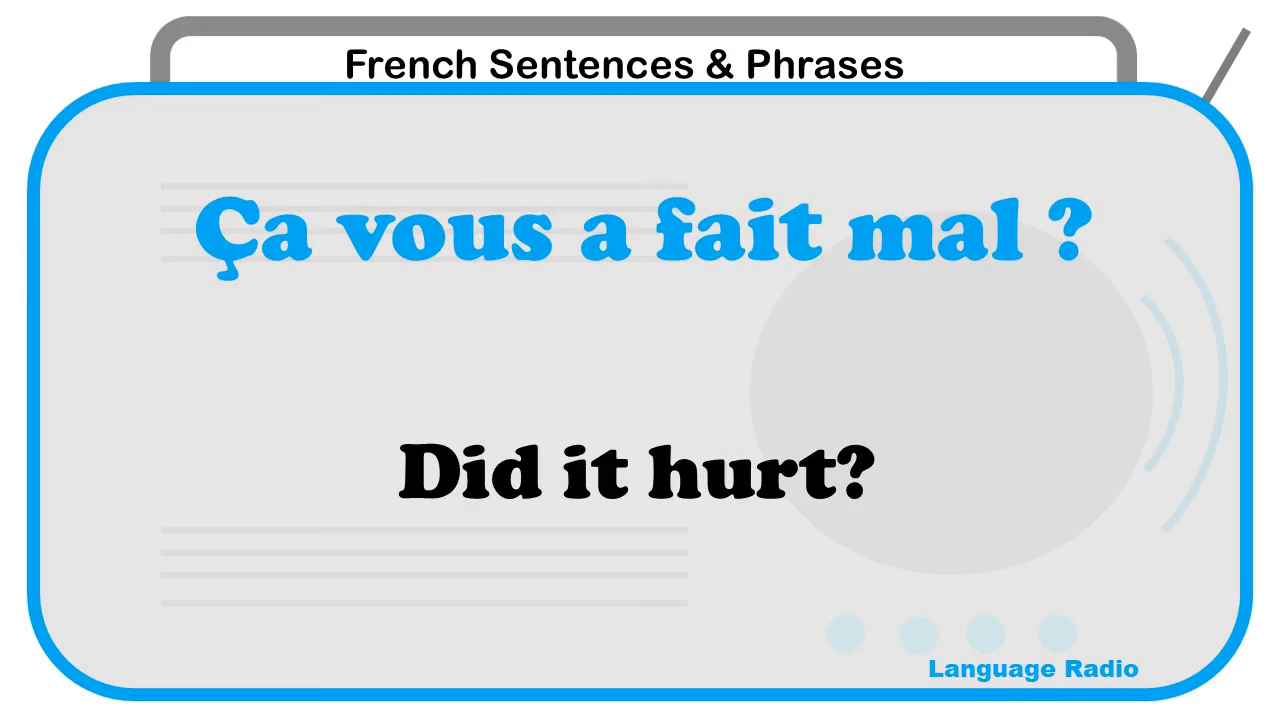 French Sentences & Phrases
Ça vous a fait mal ?
Did it hurt?
Language Radio